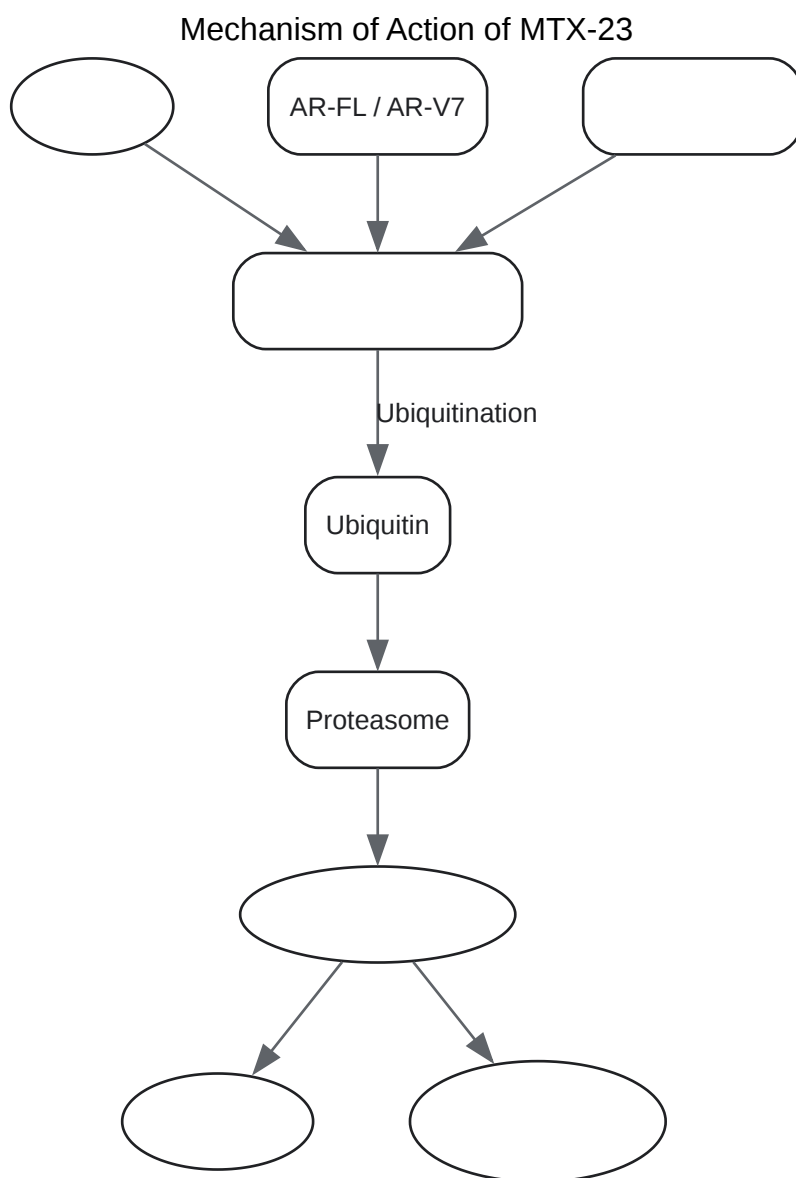 Mechanism of Action of MTX-23
AR-FL / AR-V7
Ubiquitination
Ubiquitin
Proteasome